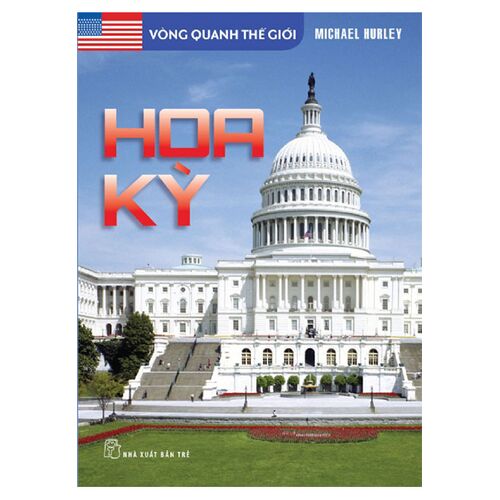 VÒNG QUANH THẾ GIỚI
MICHAEL HURLEY
HOA
KỲ
NHÀ XUẤT BẢN TRẺ